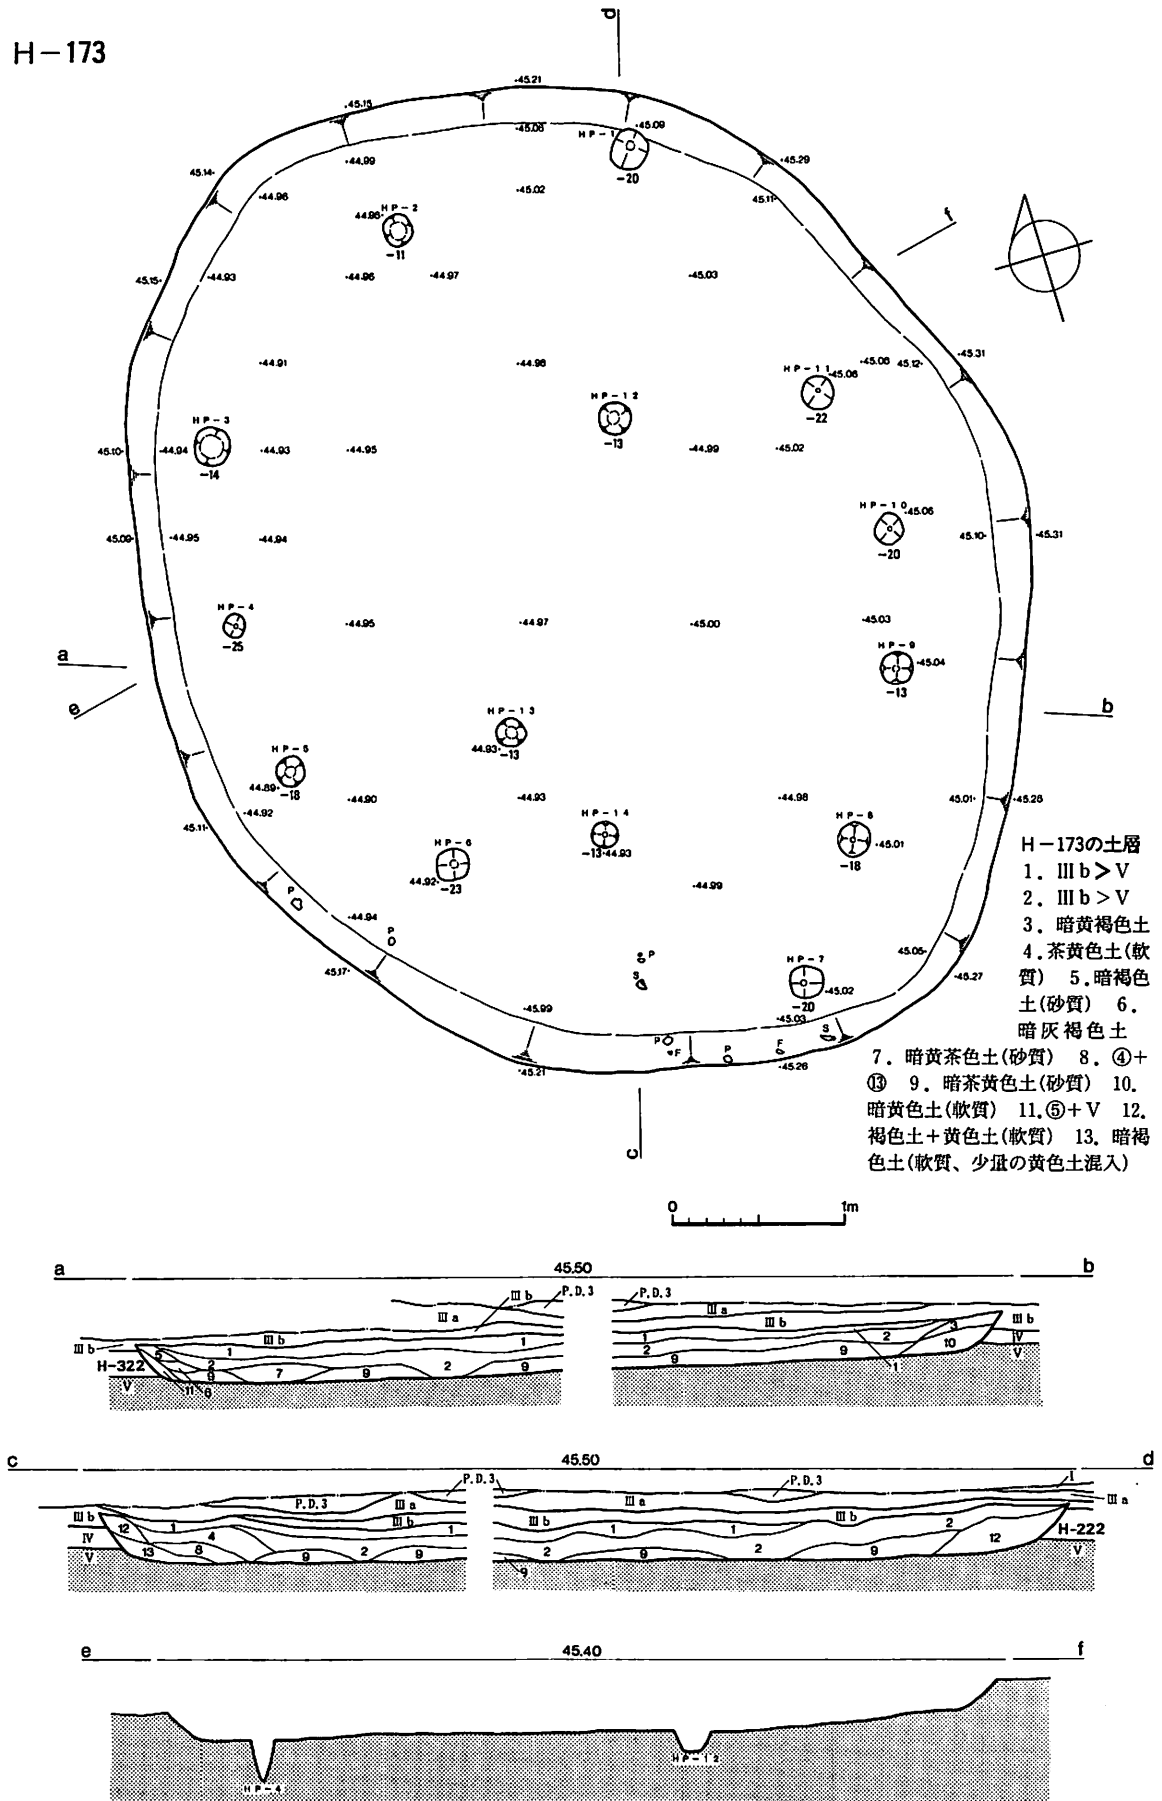 H-173
d
-45.21
-45.15
-45.06
-45.09
HP-1
-20
-45.29
45.14-
-44.99
-44.96
-45.02
45.11-
44.96-
HP-2
-11
f
45.15-
-44.93
-44.96
-44.97
-45.03
-44.91
-44.96
HP-11
-45.06
-45.06
45.12-
-45.31
-22
HP-12
-13
HP-3
-14
45.10-
-44.94
-44.93
-44.95
-44.99
-45.02
HP-10
-45.06
-20
45.09-
-44.95
-44.94
45.10-
-45.31
HP-4
-25
-44.95
-44.97
-45.00
-45.03
HP-9
-45.04
-13
a
e
b
HP-13
44.93-
-13
HP-5
44.89-
-18
-44.92
-44.90
-44.93
-44.98
45.01-
-45.26
45.11-
HP-14
-13-44.93
HP-8
-45.01
-18
HP-6
44.92-
-23
-44.99
P
-44.94
P
45.17-
P
S
HP-7
-45.02
-20
45.05-
-45.27
-45.99
-45.03
S
P
F
P
F
-45.21
-45.26
c
H-173の土層
1. Ⅲb>Ⅴ
2. Ⅲb>Ⅴ
3. 暗黄褐色土
4.茶黄色土(軟
質) 5.暗褐色
土(砂質) 6.
暗灰褐色土
7. 暗黄茶色土(砂質) 8. ④+
⑬ 9. 暗茶黄色土(砂質) 10.
暗黄色土(軟質) 11.⑤+Ⅴ 12.
褐色土+黄色土(軟質) 13. 暗褐
色土(軟質、少量の黄色土混入)
0 1m
a 45.50 b
Ⅲb P.D.3 P.D.3
Ⅲa Ⅲa
Ⅲb Ⅲb 3 Ⅲb
Ⅲb 1 1 1 2 10 Ⅳ
H-322 5 2 9 7 9 2 9 2 9 9 1 Ⅴ
Ⅴ 11 6
c 45.50 d
P.D.3 P.D.3 1
P.D.3 Ⅲa Ⅲa Ⅲa
Ⅲb 12 1 4 Ⅲb 1 Ⅲb 1 1 Ⅲb 2 H-222
Ⅳ 13 8 9 2 9 2 9 2 9 12
Ⅴ 9 Ⅴ
e 45.40 f
HP-4
HP-12